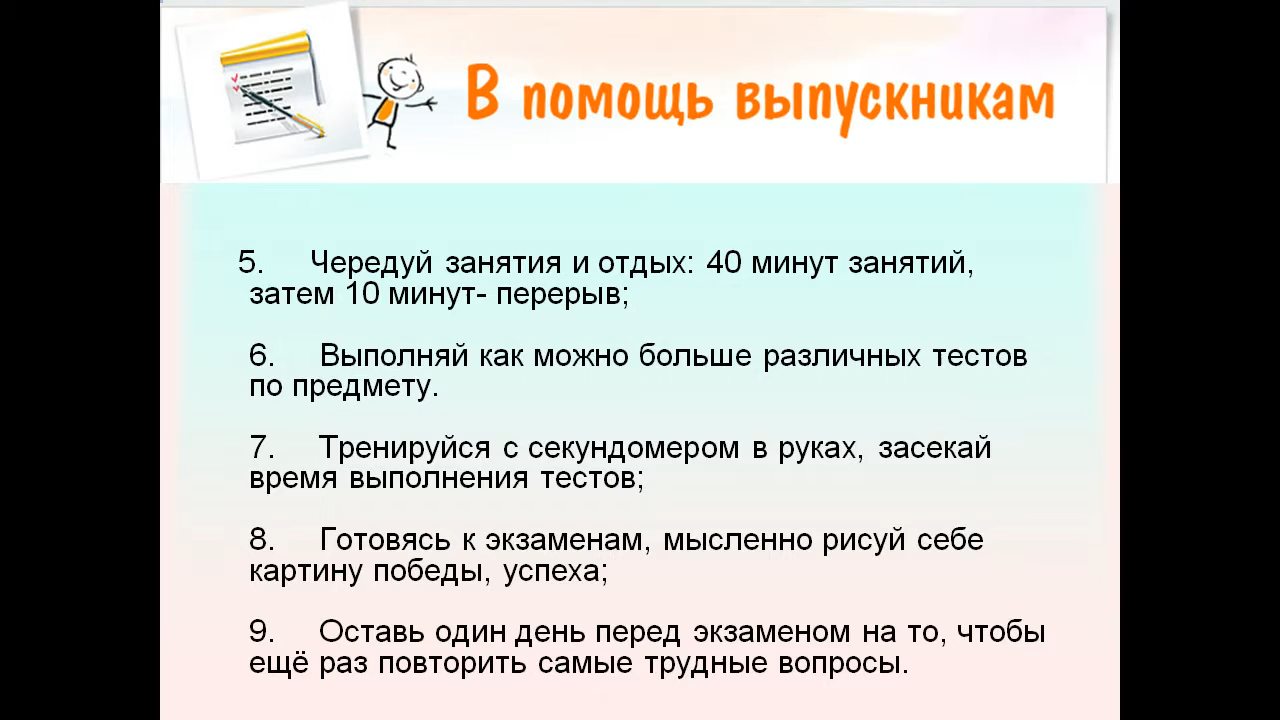 В помощь выпускникам
5. Чередуй занятия и отдых: 40 минут занятий,
затем 10 минут- перерыв;
6. Выполняй как можно больше различных тестов
по предмету.
7. Тренируйся с секундомером в руках, засекай
время выполнения тестов;
8. Готовясь к экзаменам, мысленно рисуй себе
картину победы, успеха;
9. Оставь один день перед экзаменом на то, чтобы
ещё раз повторить самые трудные вопросы.